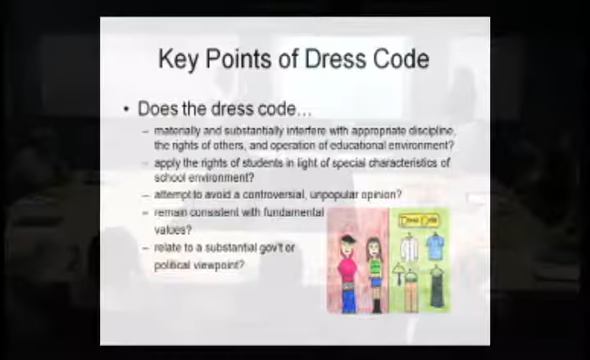 Key Points of Dress Code
• Does the dress code…
– materially and substantially interfere with appropriate discipline,
the rights of others, and operation of educational environment?
– apply the rights of students in light of special characteristics of
school environment?
– attempt to avoid a controversial, unpopular opinion?
– remain consistent with fundamental
values?
– relate to a substantial gov't or
political viewpoint?
Dress Code